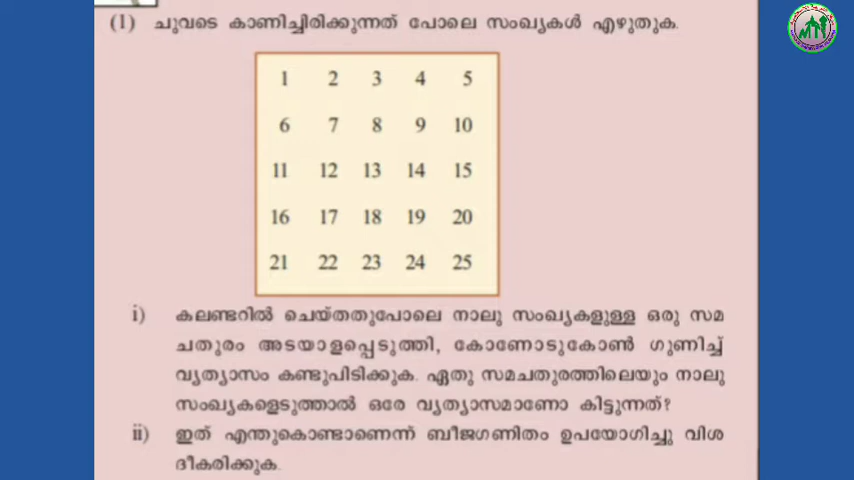 (1) ചുവടെ കാണിച്ചിരിക്കുന്നത് പോലെ സംഖ്യകൾ എഴുതുക.
1 2 3 4 5
6 7 8 9 10
11 12 13 14 15
16 17 18 19 20
21 22 23 24 25
i) കലണ്ടറിൽ ചെയ്തതുപോലെ നാലു സംഖ്യകളുള്ള ഒരു സമ
ചതുരം അടയാളപ്പെടുത്തി, കോണോടുകോൺ ഗുണിച്ച്
വ്യത്യാസം കണ്ടുപിടിക്കുക. ഏതു സമചതുരത്തിലെയും നാലു
സംഖ്യകളെടുത്താൽ ഒരേ വ്യത്യാസമാണോ കിട്ടുന്നത്?
ii) ഇത് എന്തുകൊണ്ടാണെന്ന് ബീജഗണിതം ഉപയോഗിച്ചു വിശ
ദീകരിക്കുക.